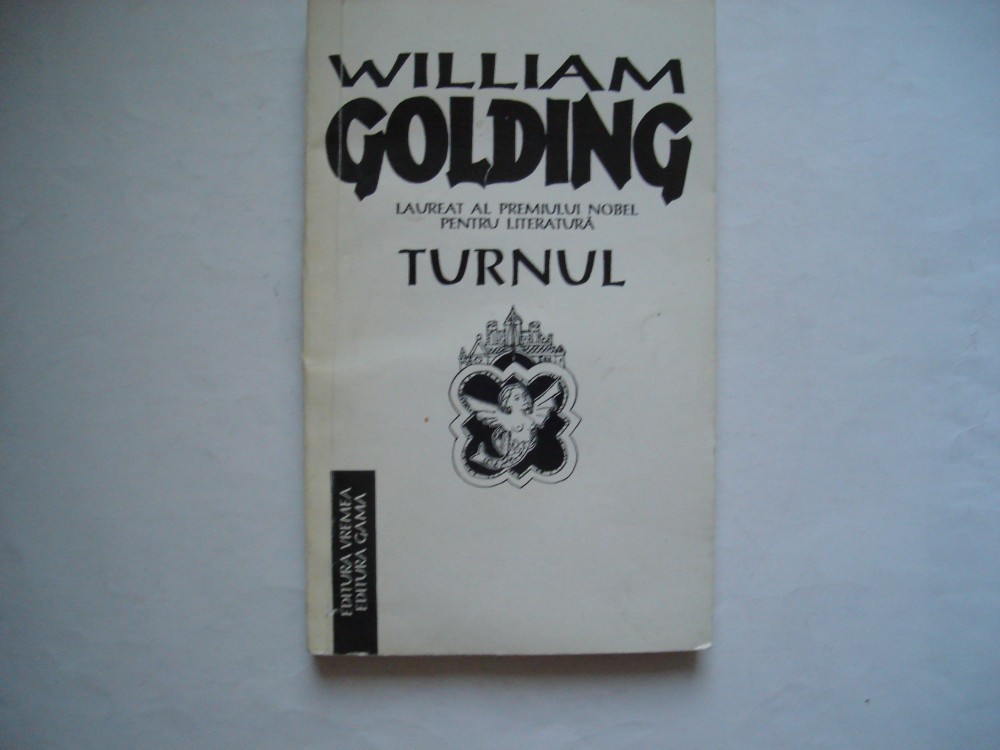 WILLIAM
GOLDING
LAUREAT AL PREMIULUI NOBEL
PENTRU LITERATURĂ
TURNUL
EDITURA VREMEA
EDITURA GAMA